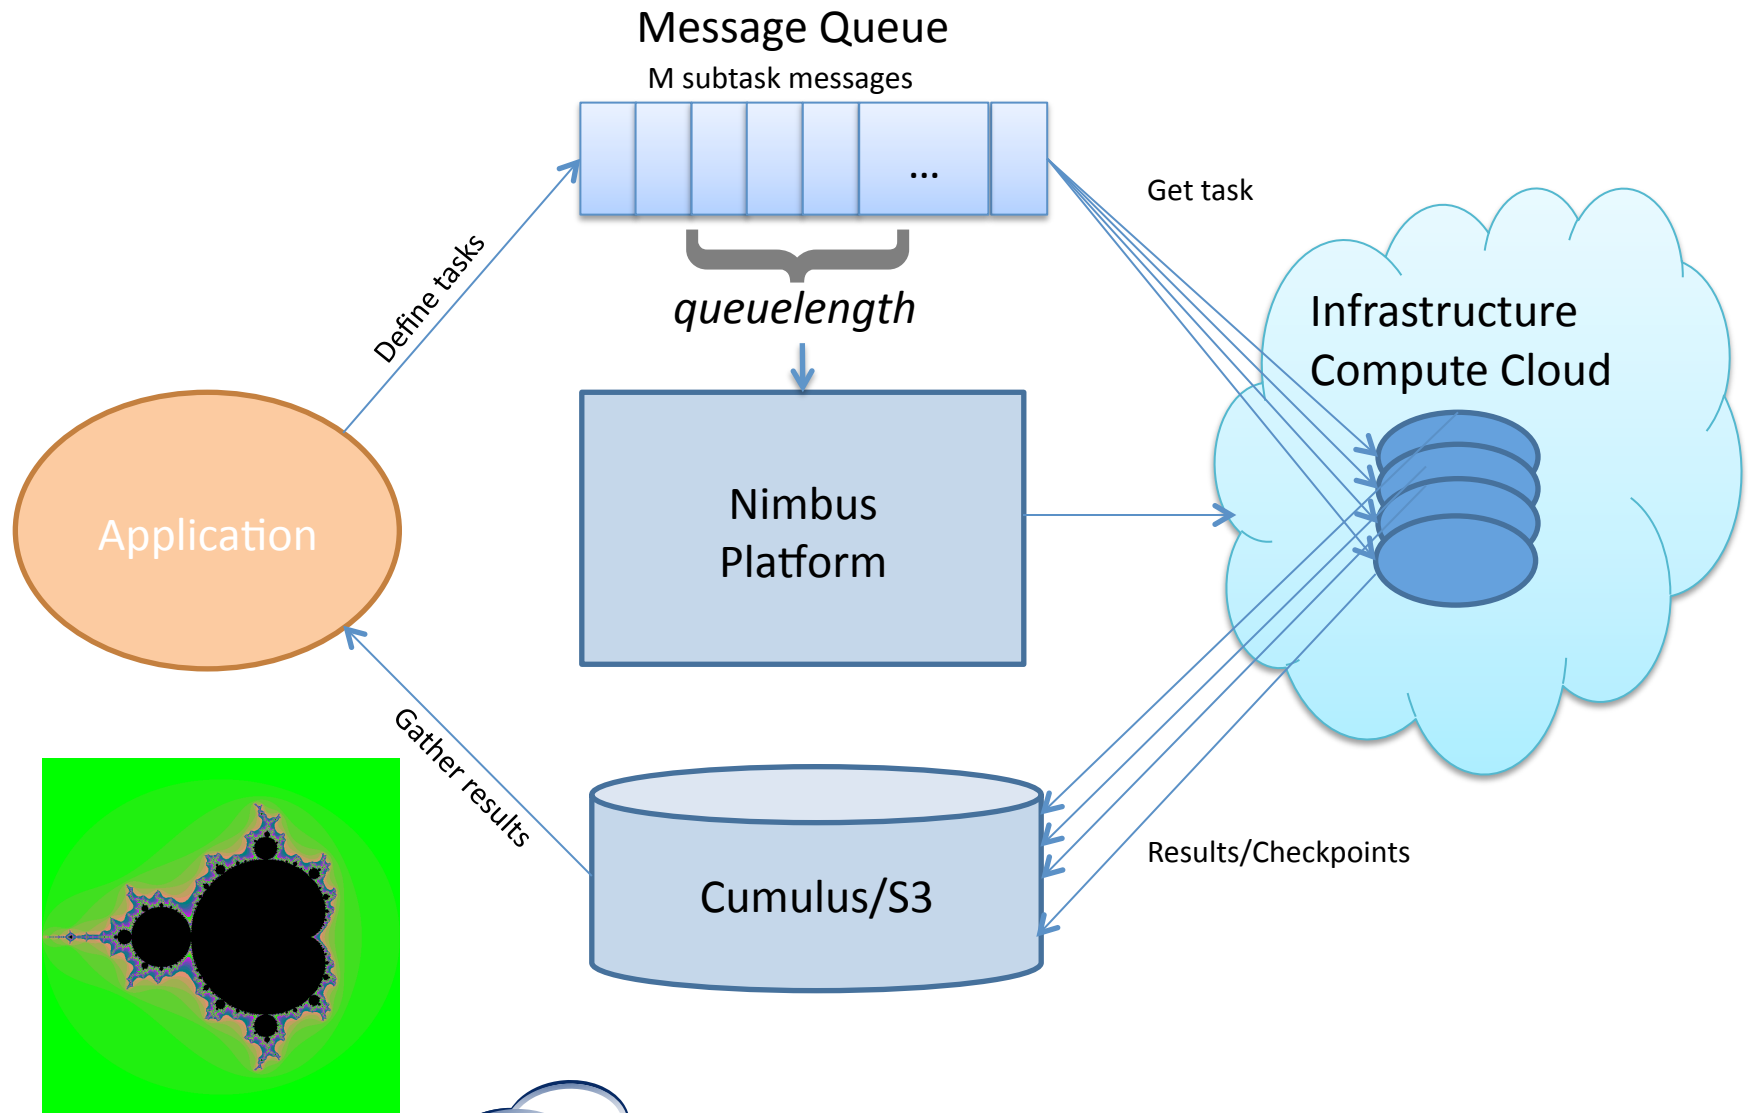 Message Queue
M subtask messages
...
Get task
Define tasks
queuelength
Infrastructure
Compute Cloud
Application
Nimbus
Platform
Gather results
Results/Checkpoints
Cumulus/S3